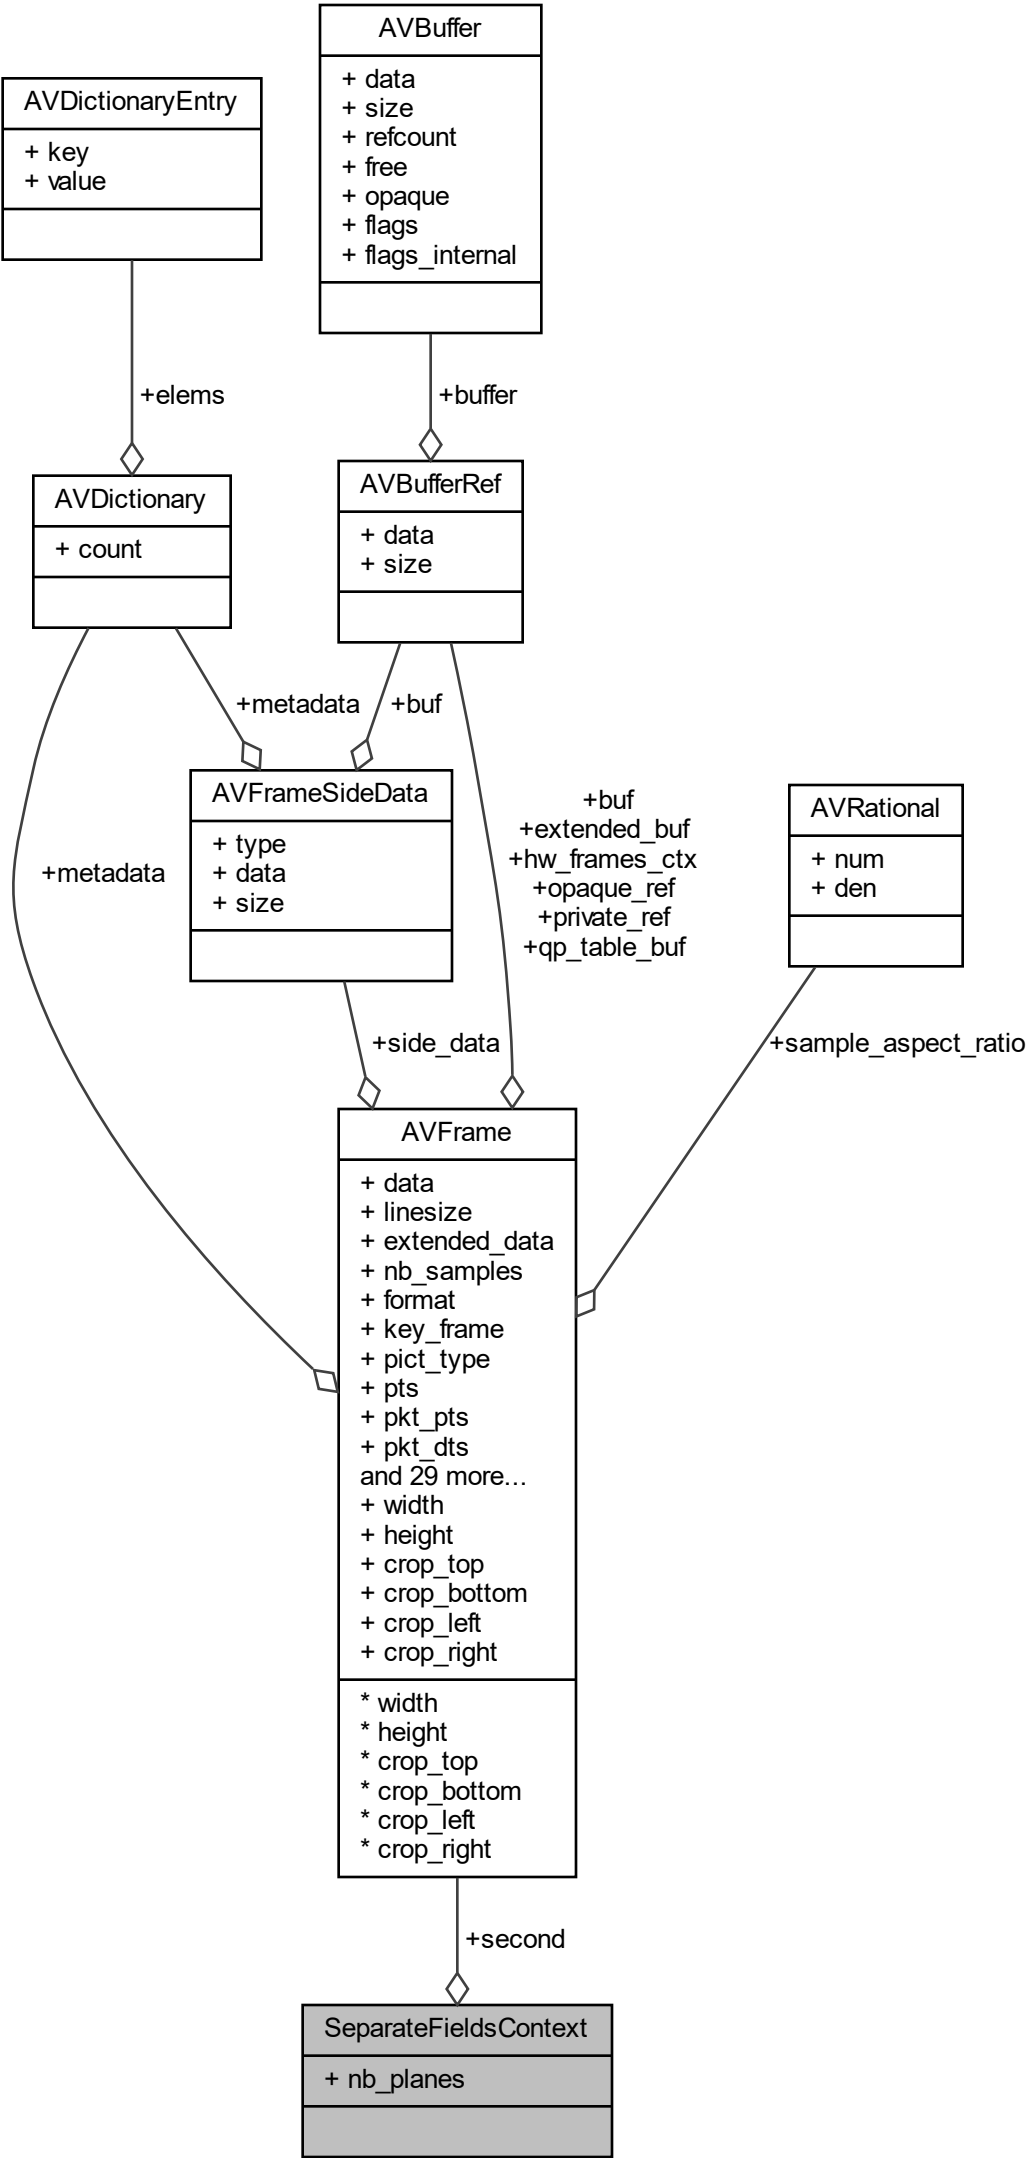 AVBuffer
+ data
+ size
+ refcount
+ free
+ opaque
+ flags
+ flags_internal
AVDictionaryEntry
+ key
+ value
+elems
+buffer
AVDictionary
+ count
AVBufferRef
+ data
+ size
+metadata
+buf
AVFrameSideData
+ type
+ data
+ size
+metadata
+buf
+extended_buf
+hw_frames_ctx
+opaque_ref
+private_ref
+qp_table_buf
AVRational
+ num
+ den
+side_data
+sample_aspect_ratio
AVFrame
+ data
+ linesize
+ extended_data
+ nb_samples
+ format
+ key_frame
+ pict_type
+ pts
+ pkt_pts
+ pkt_dts
and 29 more...
+ width
+ height
+ crop_top
+ crop_bottom
+ crop_left
+ crop_right
* width
* height
* crop_top
* crop_bottom
* crop_left
* crop_right
+second
SeparateFieldsContext
+ nb_planes